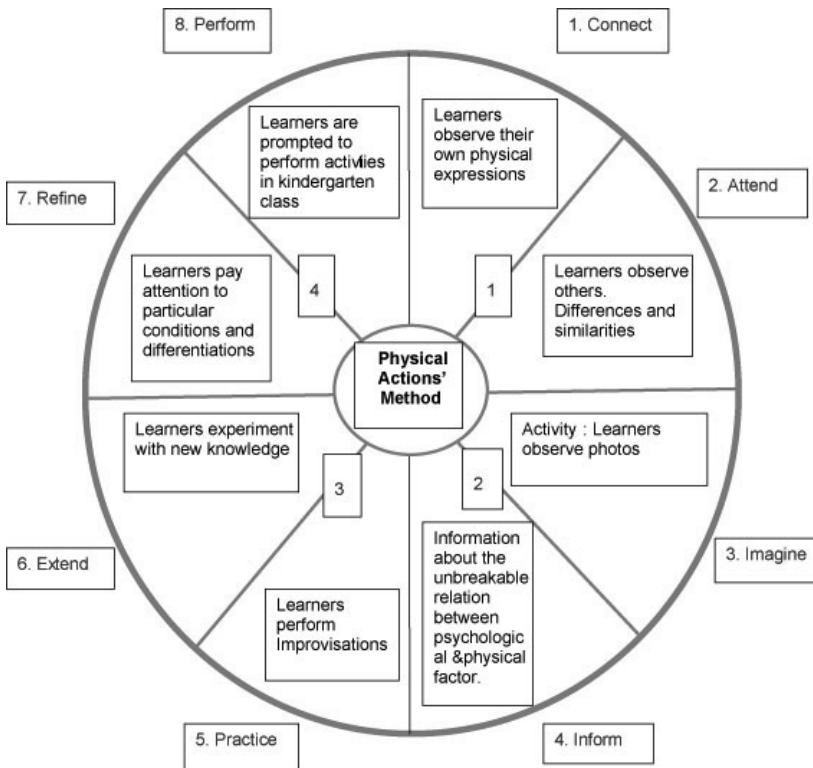 8. Perform
1. Connect
Learners are
prompted to
perform activiies
in kindergarten
class
Learners
observe their
own physical
expressions
7. Refine
2. Attend
Learners pay
attention to
particular
conditions and
differentiations
4
1
Learners observe
others.
Differences and
similarities
Physical
Actions’
Method
Learners experiment
with new knowledge
Activity : Learners
observe photos
3
2
6. Extend
3. Imagine
Learners
perform
Improvisations
Information
about the
unbreakable
relation
between
psychologic
al &physical
factor.
5. Practice
4. Inform